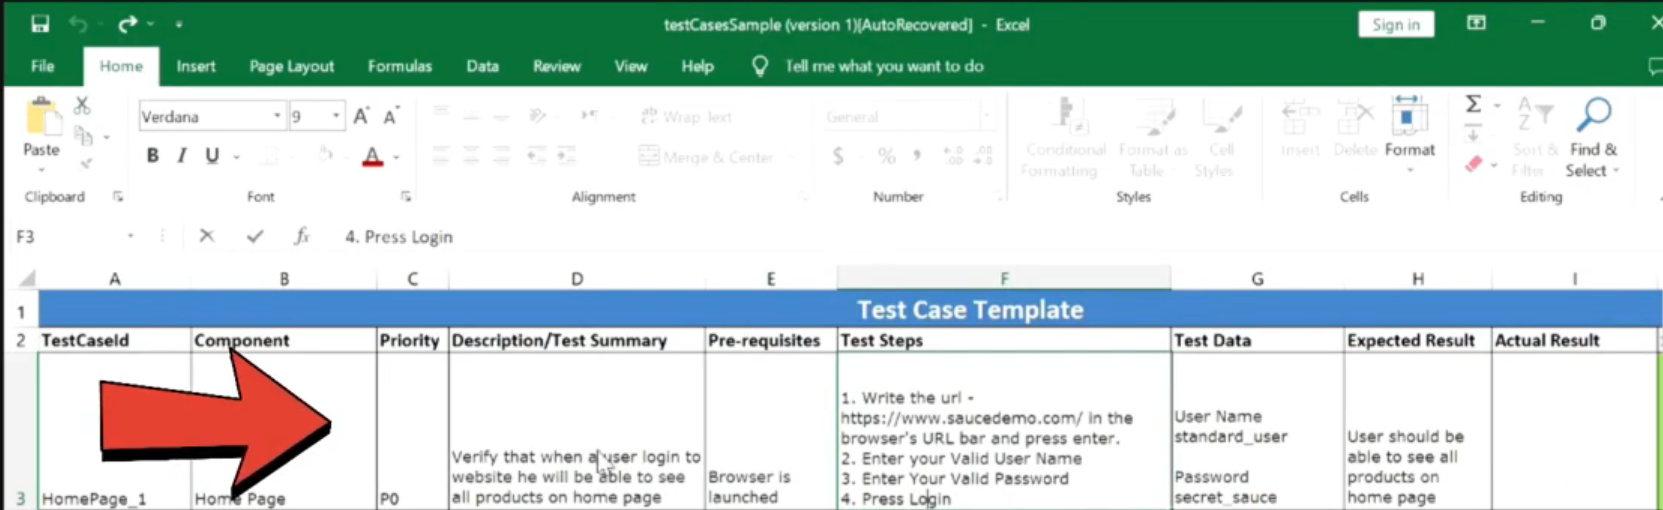 testCasesSample (version 1)[AutoRecovered] - Excel
Sign in
File Home Insert Page Layout Formulas Data Review View Help Tell me what you want to do
Verdana 9 A A
ab Wrap Text
General
Paste
B I U A
Merge & Center
$ % ,
Conditional Formatting
Format as Table
Cell Styles
Insert Delete Format
Σ
Sort & Filter
Find & Select
Clipboard Font Alignment Number Styles Cells Editing
F3 fx 4. Press Login
A B C D E F G H I
1 Test Case Template
2 TestCaseId Component Priority Description/Test Summary Pre-requisites Test Steps Test Data Expected Result Actual Result
3 HomePage_1
Home Page
P0
Verify that when a user login to
website he will be able to see
all products on home page
Browser is
launched
1. Write the url -
https://www.saucedemo.com/ in the
browser's URL bar and press enter.
2. Enter your Valid User Name
3. Enter Your Valid Password
4. Press Login
User Name
standard_user
Password
secret_sauce
User should be
able to see all
products on
home page